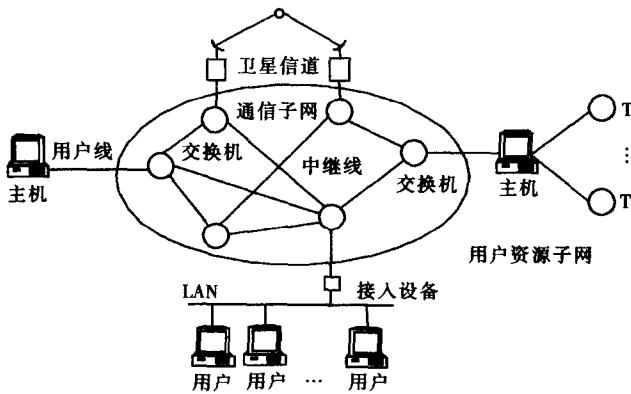 卫星信道
通信子网
T
用户线
交换机
中继线
交换机
⋮
主机
主机
T
用户资源子网
LAN
接入设备
用户 用户 … 用户